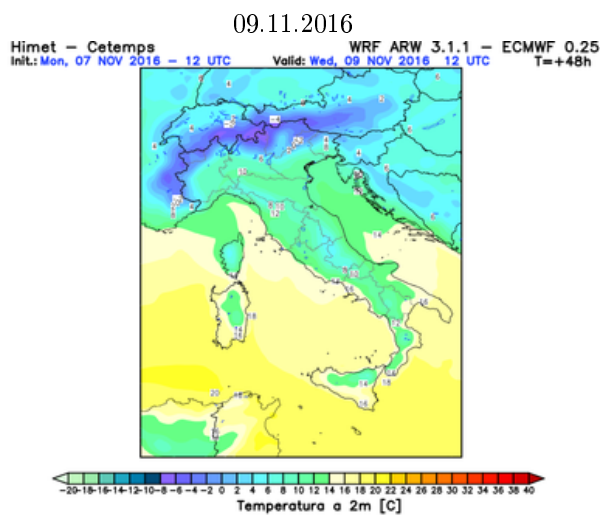 09.11.2016
Himet – Cetemps WRF ARW 3.1.1 – ECMWF 0.25
Init.: Mon, 07 NOV 2016 – 12 UTC Valid: Wed, 09 NOV 2016 12 UTC T=+48h
-20 -18 -16 -14 -12 -10 -8 -6 -4 -2 0 2 4 6 8 10 12 14 16 18 20 22 24 26 28 30 32 34 36 38 40
Temperatura a 2m [C]